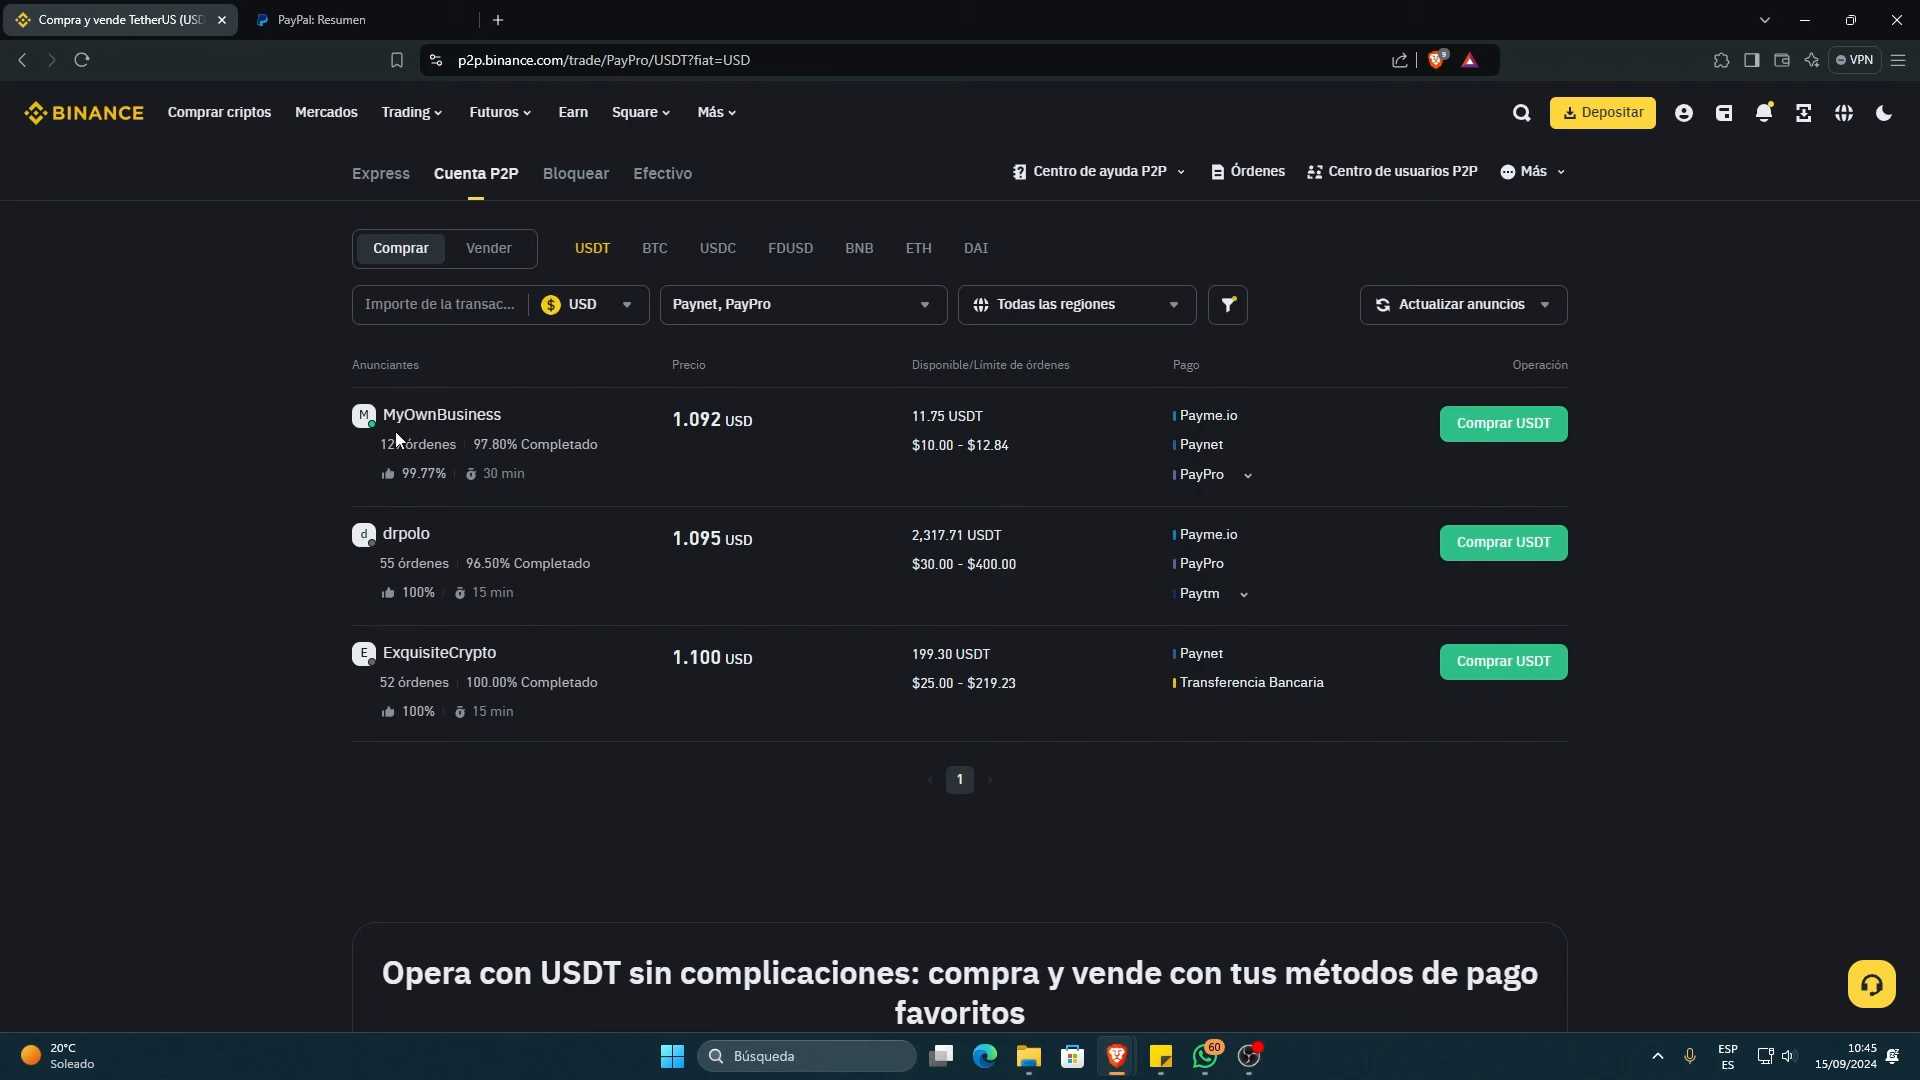 Compra y vende TetherUS (USD
PayPal: Resumen
p2p.binance.com/trade/PayPro/USDT?fiat=USD
9
VPN
BINANCE
Comprar criptos
Mercados
Trading
Futuros
Earn
Square
Más
Depositar
Express
Cuenta P2P
Bloquear
Efectivo
Centro de ayuda P2P
Órdenes
Centro de usuarios P2P
Más
Comprar
Vender
USDT
BTC
USDC
FDUSD
BNB
ETH
DAI
Importe de la transac...
$ USD
Paynet, PayPro
Todas las regiones
Actualizar anuncios
Anunciantes
Precio
Disponible/Límite de órdenes
Pago
Operación
M MyOwnBusiness
órdenes
97.80% Completado
99.77%
30 min
1.092 USD
11.75 USDT
$10.00 - $12.84
Payme.io
Paynet
PayPro
Comprar USDT
d drpolo
55 órdenes
96.50% Completado
100%
15 min
1.095 USD
2,317.71 USDT
$30.00 - $400.00
Payme.io
PayPro
Paytm
Comprar USDT
E ExquisiteCrypto
52 órdenes
100.00% Completado
100%
15 min
1.100 USD
199.30 USDT
$25.00 - $219.23
Paynet
Transferencia Bancaria
Comprar USDT
1
Opera con USDT sin complicaciones: compra y vende con tus métodos de pago
favoritos
20°C
Soleado
Búsqueda
60
ESP
ES
10:45
15/09/2024